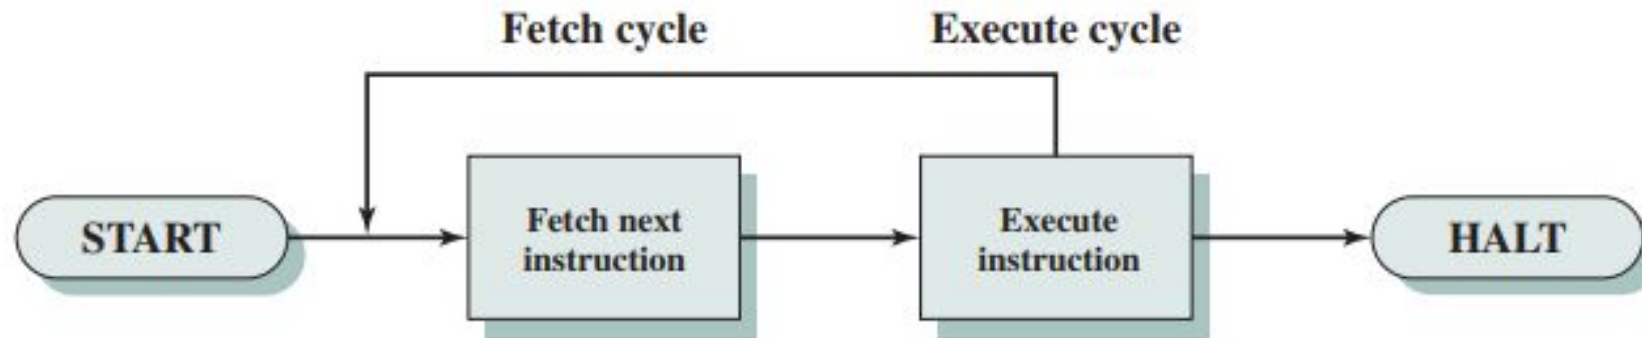 Fetch cycle
Execute cycle
START
Fetch next
instruction
Execute
instruction
HALT